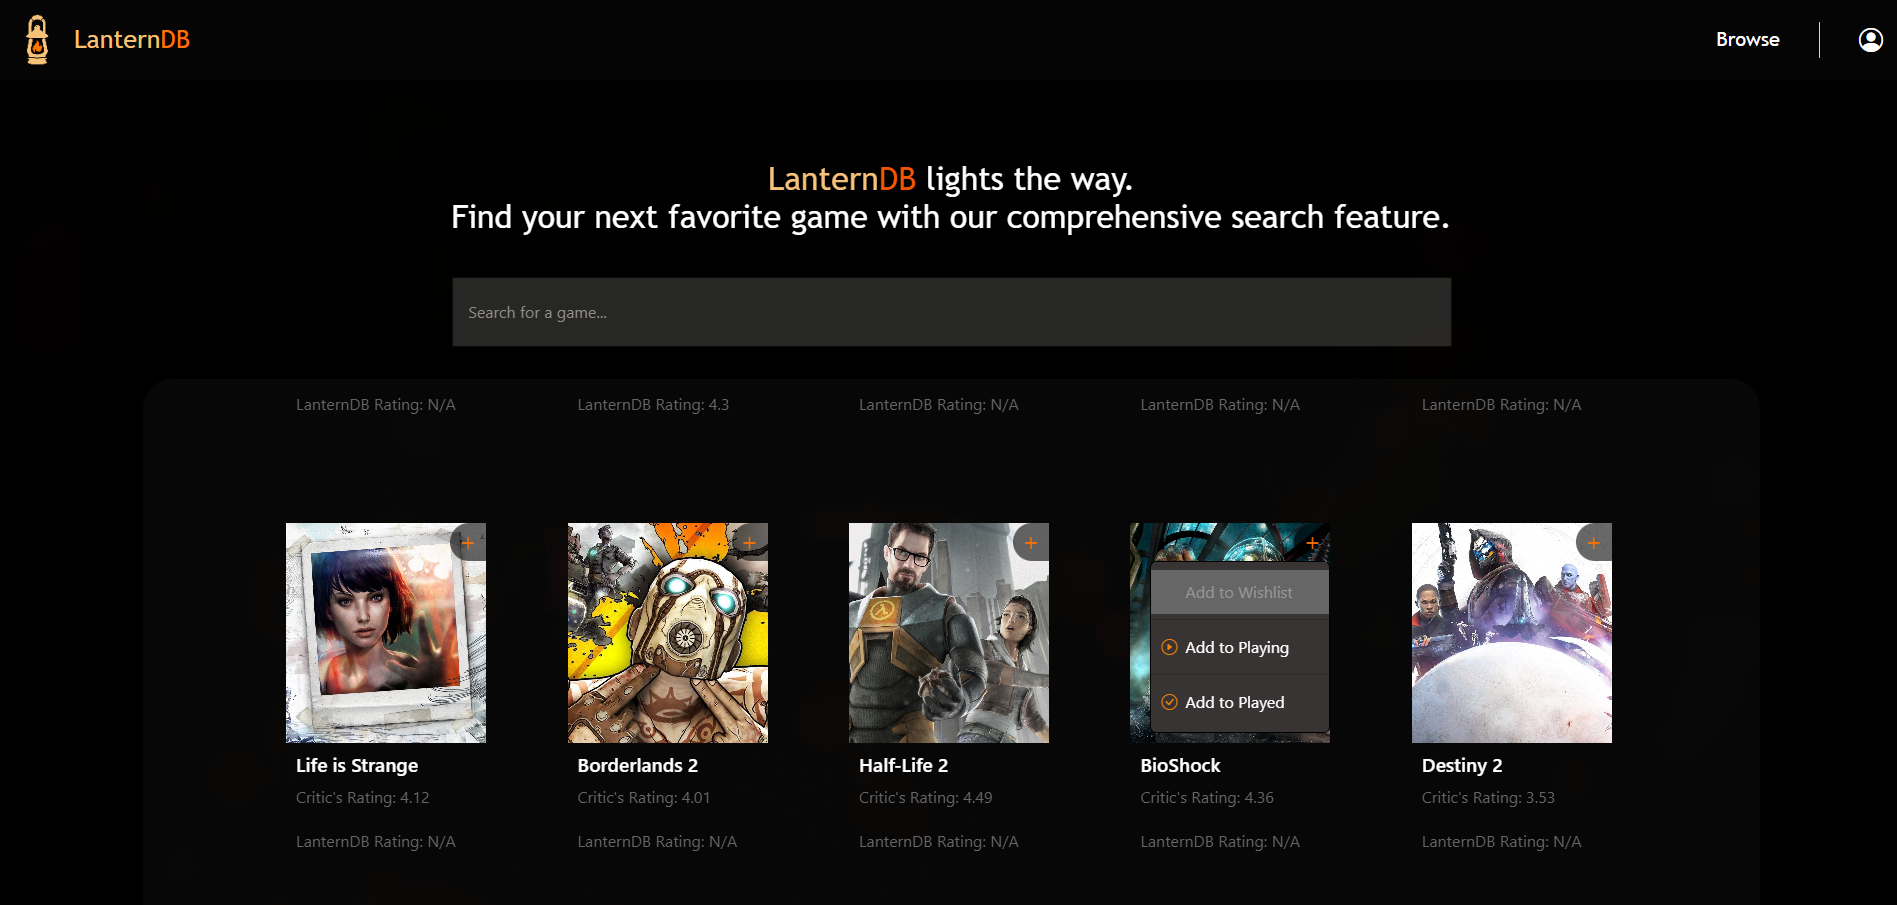 LanternDB
Browse
LanternDB lights the way.
Find your next favorite game with our comprehensive search feature.
Search for a game...
LanternDB Rating: N/A
LanternDB Rating: 4.3
LanternDB Rating: N/A
LanternDB Rating: N/A
LanternDB Rating: N/A
Add to Wishlist
Add to Playing
Add to Played
Life is Strange
Critic's Rating: 4.12
LanternDB Rating: N/A
Borderlands 2
Critic's Rating: 4.01
LanternDB Rating: N/A
Half-Life 2
Critic's Rating: 4.49
LanternDB Rating: N/A
BioShock
Critic's Rating: 4.36
LanternDB Rating: N/A
Destiny 2
Critic's Rating: 3.53
LanternDB Rating: N/A